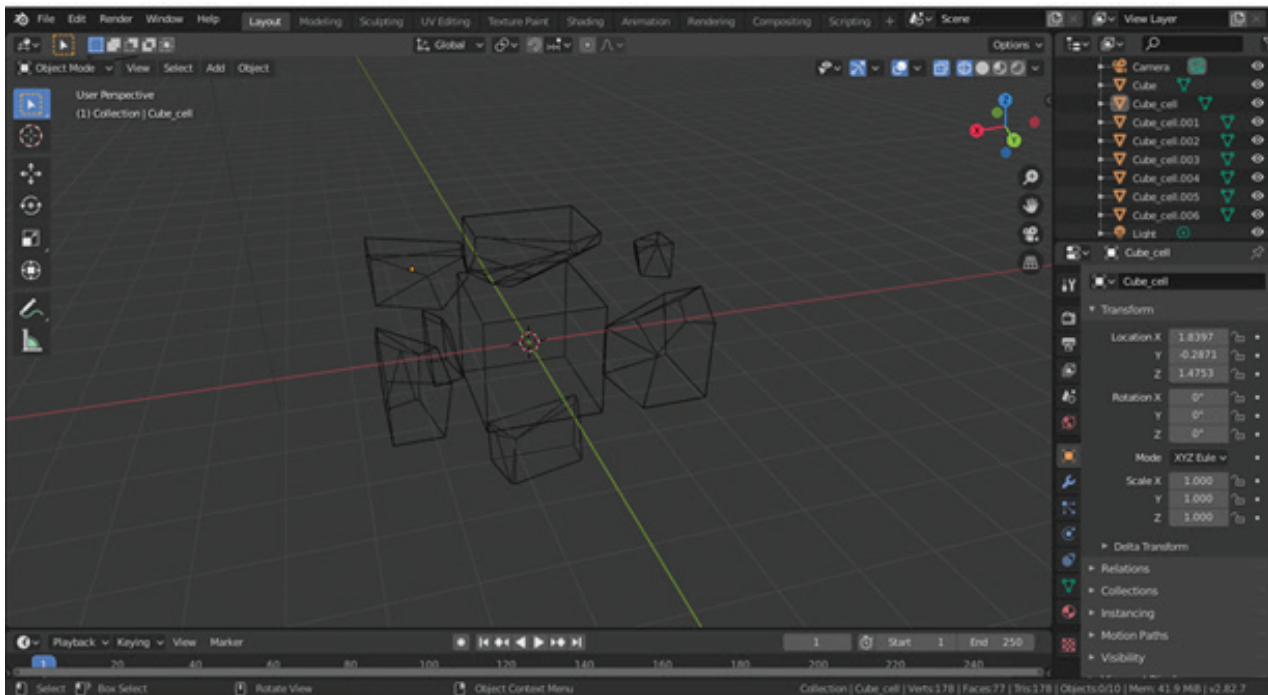 File Edit Render Window Help Layout Modeling Sculpting UV Editing Texture Paint Shading Animation Rendering Compositing Scripting + Scene View Layer
Global Options
Object Mode View Select Add Object
User Perspective
(1) Collection | Cube_cell
Z
X
Y
Camera
Cube
Cube_cell
Cube_cell.001
Cube_cell.002
Cube_cell.003
Cube_cell.004
Cube_cell.005
Cube_cell.006
Light
Cube_cell
Cube_cell
Transform
Location X 1.8397
Y -0.2871
Z 1.4753
Rotation X 0°
Y 0°
Z 0°
Mode XYZ Eule
Scale X 1.000
Y 1.000
Z 1.000
Delta Transform
Relations
Collections
Instancing
Motion Paths
Visibility
Playback Keying View Marker 1 Start 1 End 250
1 20 40 60 80 100 120 140 160 180 200 220 240
Select Box Select Rotate View Object Context Menu Collection | Cube_cell | Verts:178 | Faces:77 | Tris:178 | Objects:0/10 | Mem: 41.9 MiB | v2.82.7